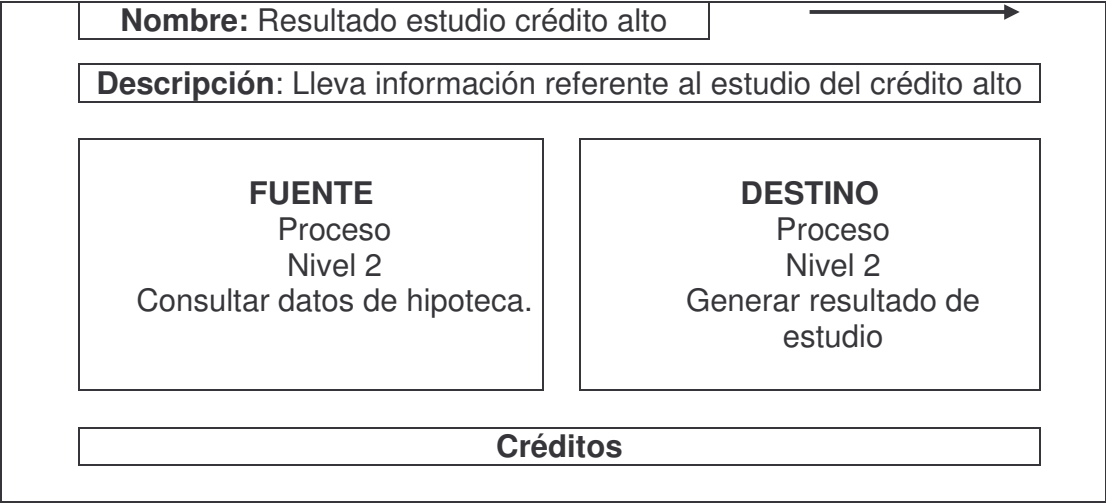 Nombre: Resultado estudio crédito alto
Descripción: Lleva información referente al estudio del crédito alto
FUENTE
Proceso
Nivel 2
Consultar datos de hipoteca.
DESTINO
Proceso
Nivel 2
Generar resultado de
estudio
Créditos